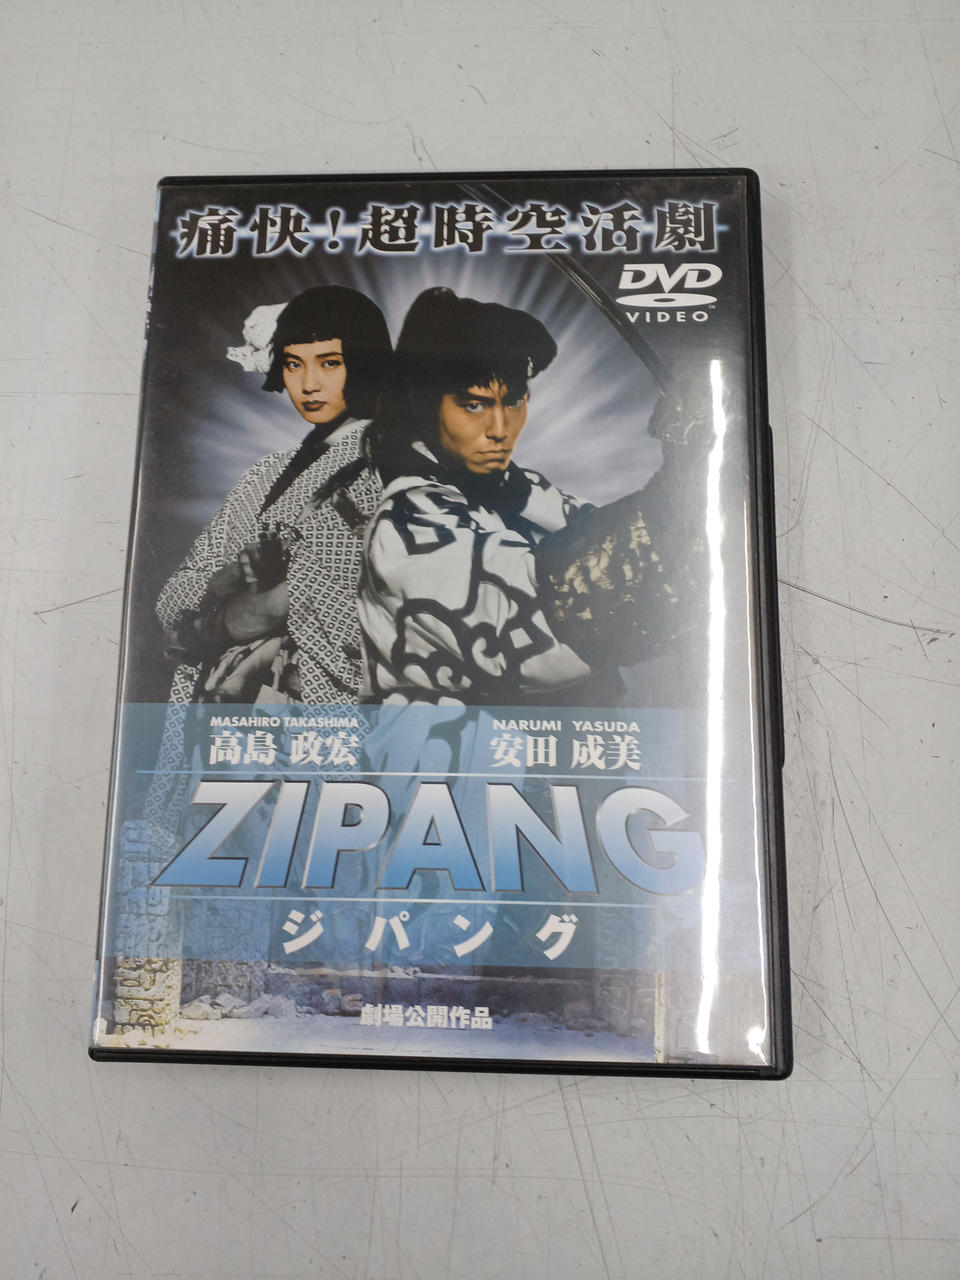 痛快!超時空活劇
DVD
VIDEO
MASAHIRO TAKASHIMA
高島 政宏
NARUMI YASUDA
安田 成美
ZIPANG
ジパング
劇場公開作品